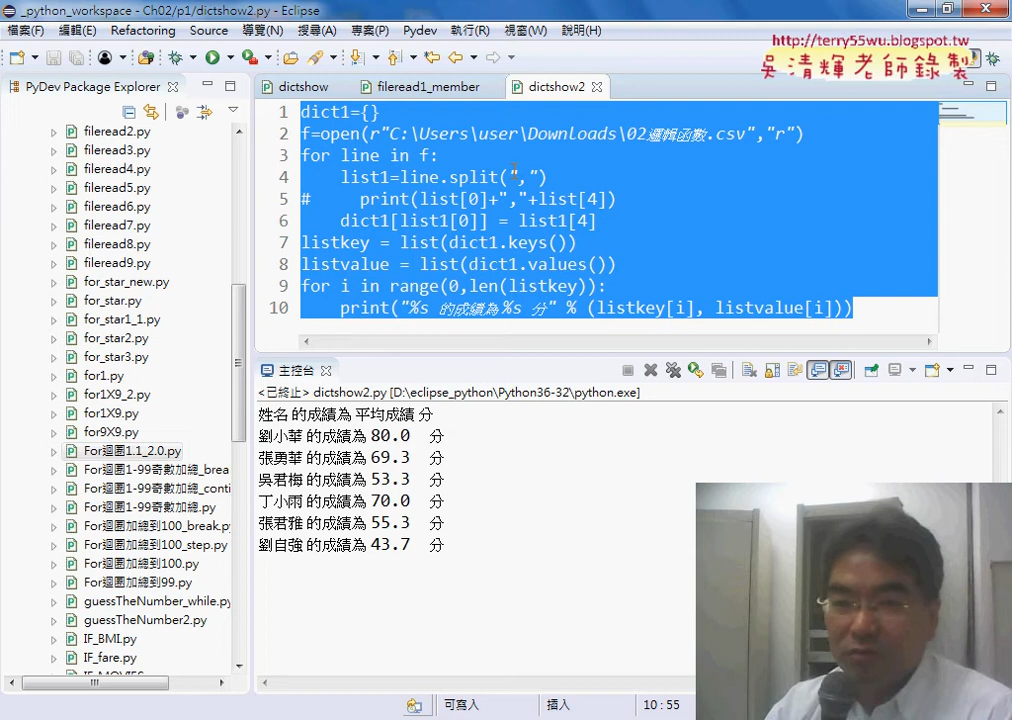 _python_workspace - Ch02/p1/dictshow2.py - Eclipse
檔案(F) 編輯(E) Refactoring Source 導覽(N) 搜尋(A) 專案(P) Pydev 執行(R) 視窗(W) 說明(H)
http://terry55wu.blogspot.tw
吳清輝老師錄製
PyDev Package Explorer
dictshow
fileread1_member
dictshow2
fileread2.py
fileread3.py
fileread4.py
fileread5.py
fileread6.py
fileread7.py
fileread8.py
fileread9.py
for_star_new.py
for_star.py
for_star1_1.py
for_star2.py
for_star3.py
for1.py
for1X9_2.py
for1X9.py
for9X9.py
For迴圈1.1_2.0.py
For迴圈1-99奇數加總_brea
For迴圈1-99奇數加總_conti
For迴圈1-99奇數加總.py
For迴圈加總到100_break.p
For迴圈加總到100_step.py
For迴圈加總到100.py
For迴圈加總到99.py
guessTheNumber_while.py
guessTheNumber2.py
IF_BMI.py
IF_fare.py
1 dict1={}
2 f=open(r"C:\Users\user\Downloads\02邏輯函數.csv","r")
3 for line in f:
4 list1=line.split(",")
5 # print(list[0]+","+list[4])
6 dict1[list1[0]] = list1[4]
7 listkey = list(dict1.keys())
8 listvalue = list(dict1.values())
9 for i in range(0,len(listkey)):
10 print("%s 的成績為%s 分" % (listkey[i], listvalue[i]))
主控台
<已終止> dictshow2.py [D:\eclipse_python\Python36-32\python.exe]
姓名 的成績為 平均成績 分
劉小華 的成績為 80.0 分
張勇華 的成績為 69.3 分
吳君梅 的成績為 53.3 分
丁小雨 的成績為 70.0 分
張君雅 的成績為 55.3 分
劉自強 的成績為 43.7 分
可寫入
插入
10 : 55